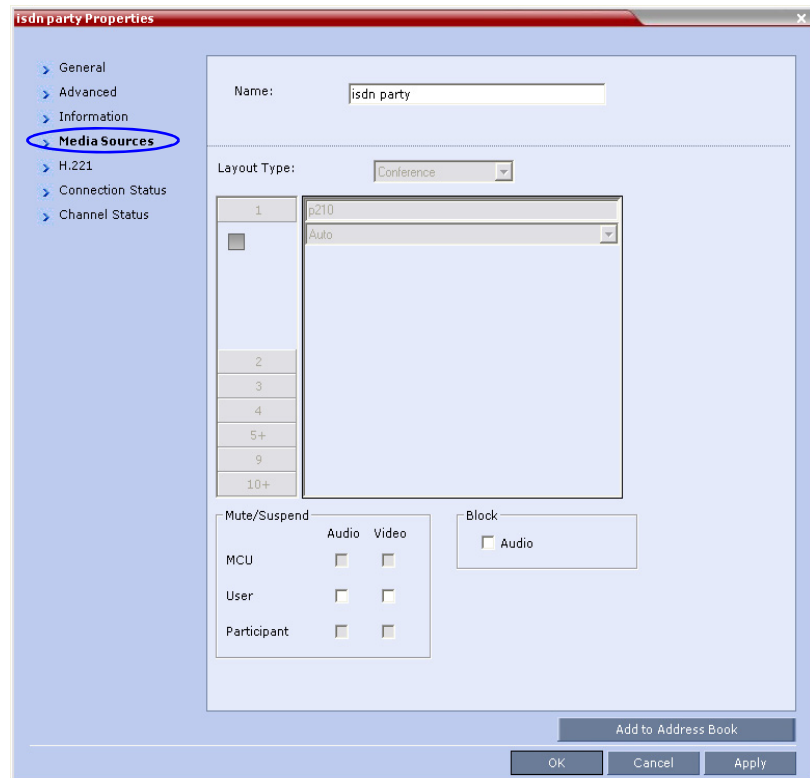 isdn party Properties
General
Advanced
Information
Media Sources
H.221
Connection Status
Channel Status
Name: isdn party
Layout Type: Conference
1 p210
Auto
2
3
4
5+
9
10+
Mute/Suspend
Audio Video
MCU
User
Participant
Block
Audio
Add to Address Book
OK Cancel Apply